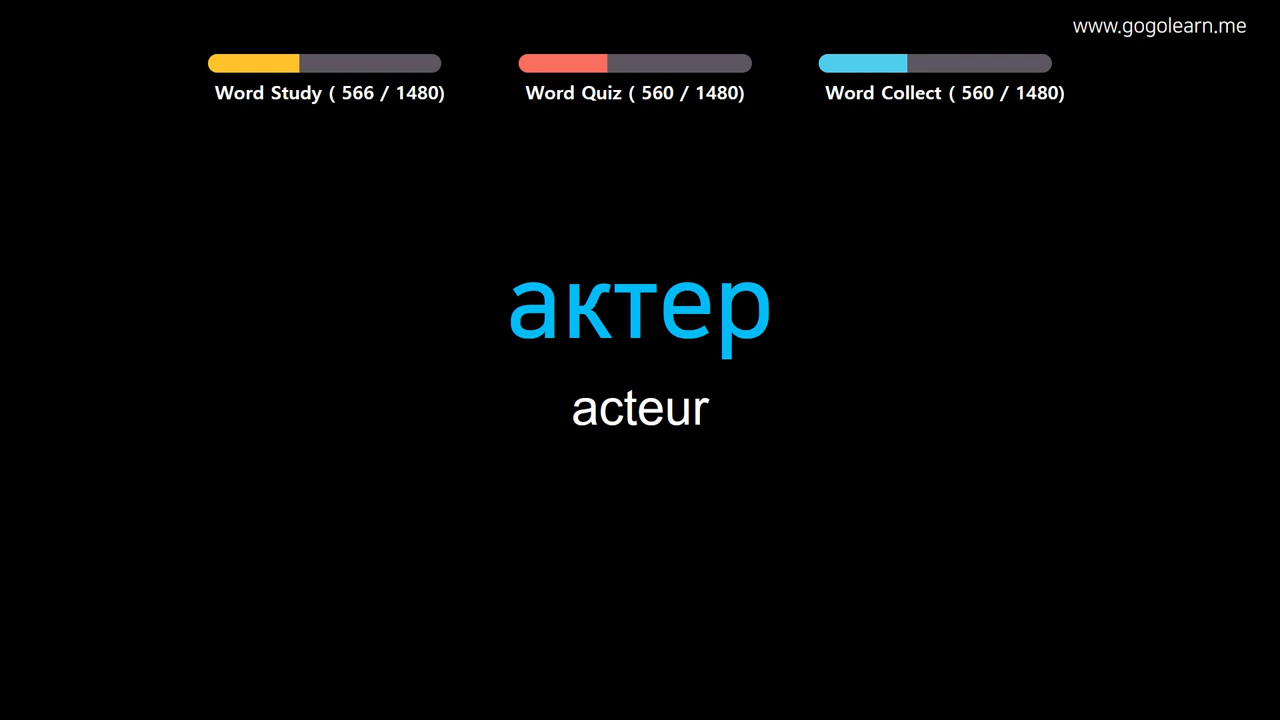 www.gogolearn.me
Word Study ( 566 / 1480)
Word Quiz ( 560 / 1480)
Word Collect ( 560 / 1480)
актер
acteur